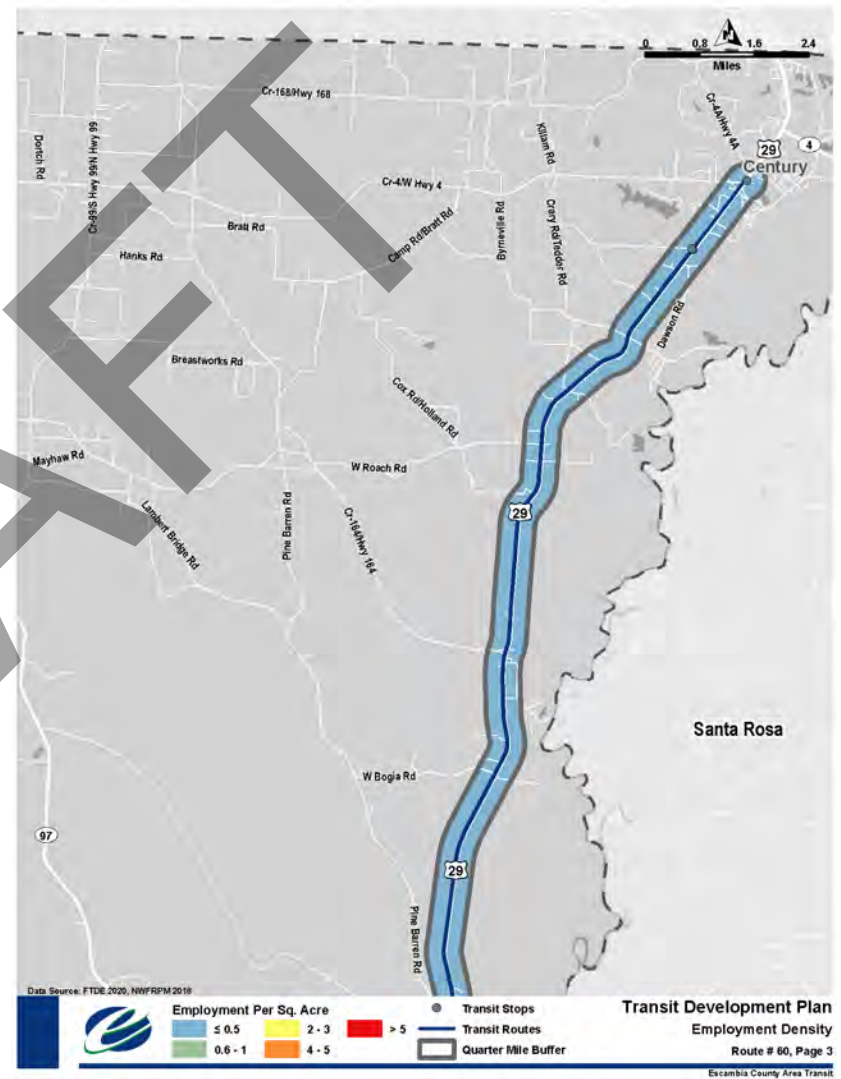 N
0 0.8 1.6 2.4
Miles
Cr-168/Hwy 168
Cr-4A/Hwy 4A
Dortch Rd
Cr-99/S Hwy 99/N Hwy 99
Killam Rd
29
4
Century
Cr-4/W Hwy 4
Bratt Rd
Camp Rd/Bratt Rd
Byrneville Rd
Crary Rd/Tedder Rd
Hanks Rd
Dawson Rd
Breastworks Rd
Cox Rd/Holland Rd
Mayhaw Rd
W Roach Rd
Lambert Bridge Rd
Pine Barren Rd
Cr-164/Hwy 164
29
Santa Rosa
W Bogia Rd
97
29
Pine Barren Rd
DRAFT
Data Source: FTDE 2020, NWFRPM 2018
Employment Per Sq. Acre
≤ 0.5 2 - 3 > 5
0.6 - 1 4 - 5
Transit Stops
Transit Routes
Quarter Mile Buffer
Transit Development Plan
Employment Density
Route # 60, Page 3
Escambia County Area Transit